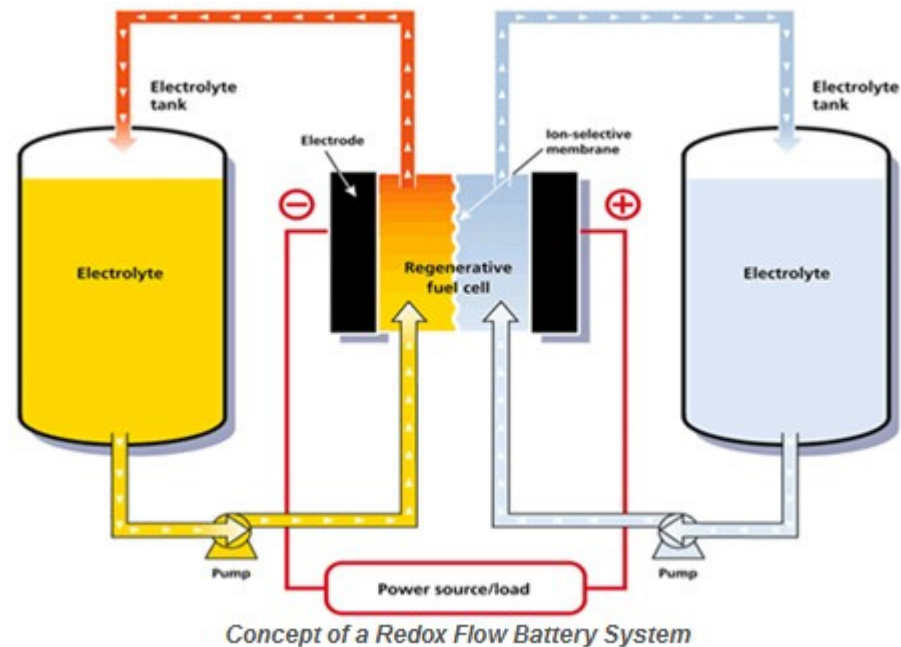 Electrolyte
tank
Electrolyte
tank
Electrode
Ion-selective
membrane
−
+
Electrolyte
Regenerative
fuel cell
Electrolyte
Pump
Pump
Power source/load
Concept of a Redox Flow Battery System